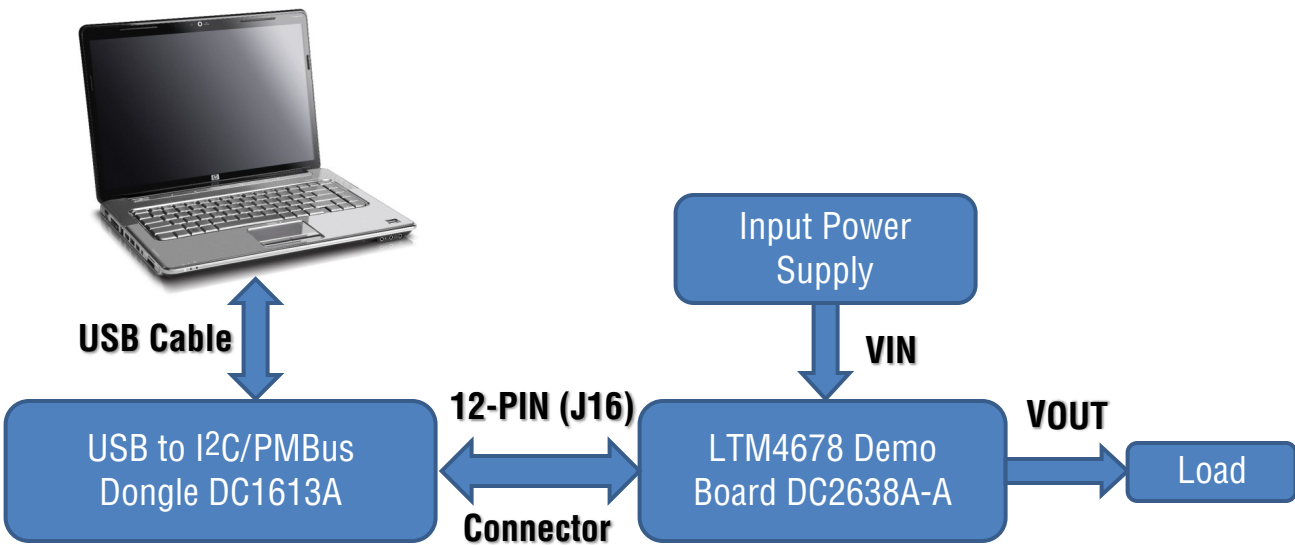 Input Power
Supply
USB Cable
VIN
12-PIN (J16)
VOUT
USB to I2C/PMBus
Dongle DC1613A
LTM4678 Demo
Board DC2638A-A
Load
Connector